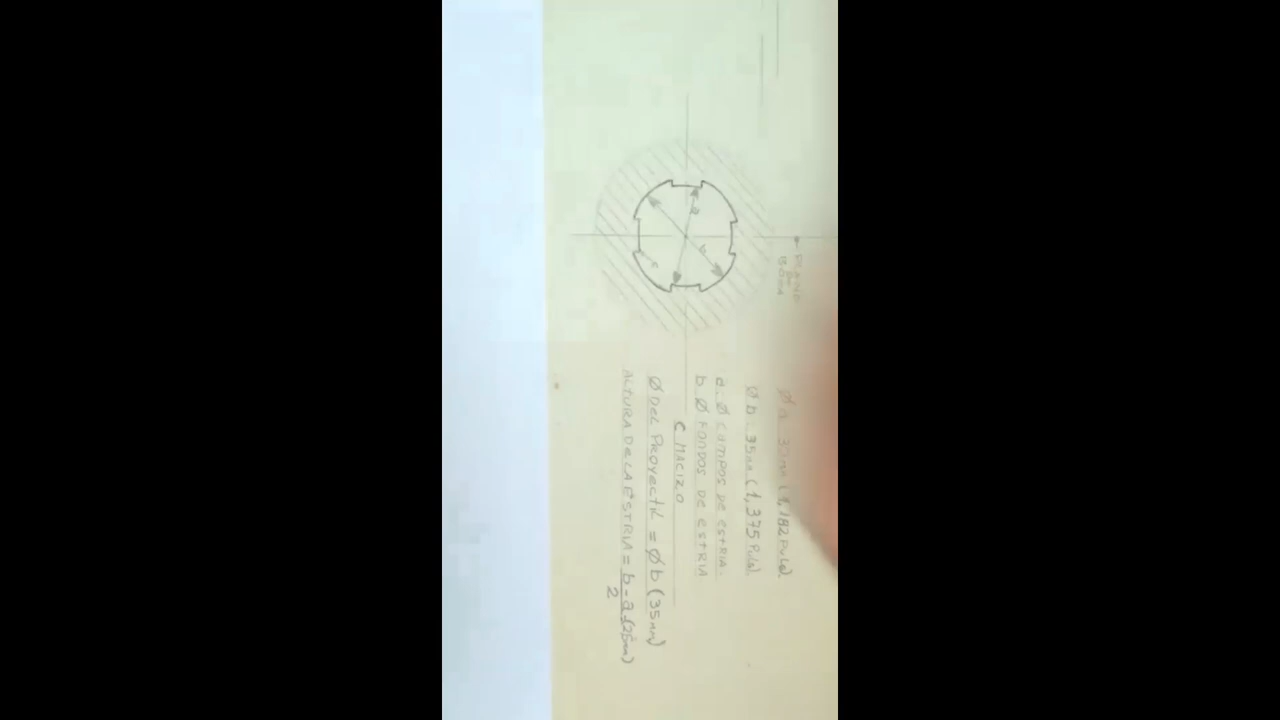 PLANO
Ø a 30mm (1,182 Pulg).
Ø b 35mm (1,375 Pulg).
a. Ø CAMPOS DE ESTRIA.
b. Ø FONDOS DE ESTRIA
C MACIZO
Ø DEL PROYECTIL = Ø b (35mm)
ALTURA DE LA ESTRIA = b - a
2
a
b
c